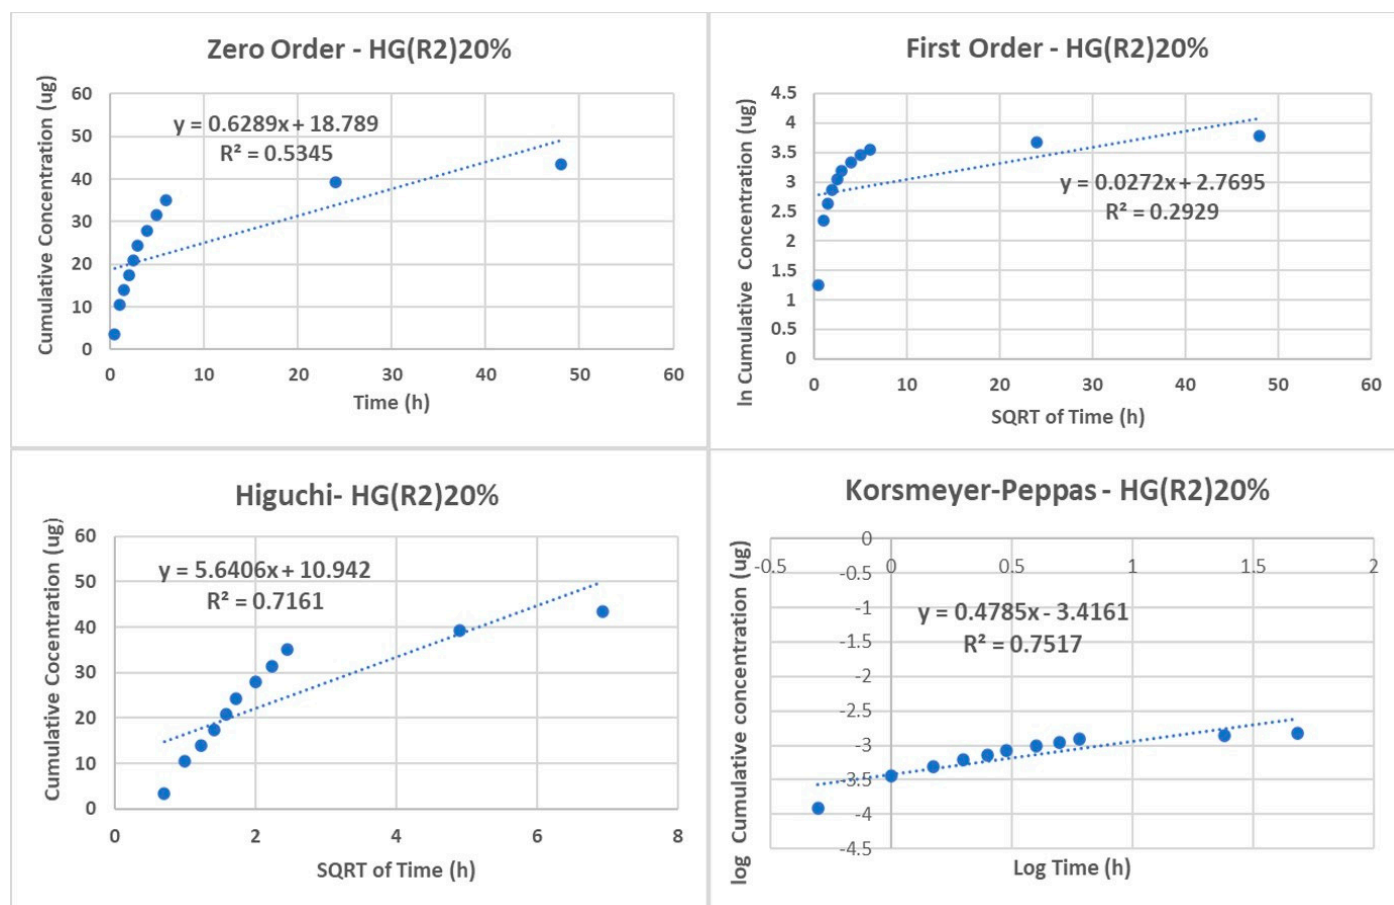 Zero Order - HG(R2)20%
Cumulative Concentration (ug)
60
50
40
30
20
10
0
y = 0.6289x + 18.789
R² = 0.5345
0 10 20 30 40 50 60
Time (h)
First Order - HG(R2)20%
ln Cumulative Concentration (ug)
4.5
4
3.5
3
2.5
2
1.5
1
0.5
0
y = 0.0272x + 2.7695
R² = 0.2929
0 10 20 30 40 50 60
SQRT of Time (h)
Higuchi- HG(R2)20%
Cumulative Cocentration (ug)
60
50
40
30
20
10
0
y = 5.6406x + 10.942
R² = 0.7161
0 2 4 6 8
SQRT of Time (h)
Korsmeyer-Peppas - HG(R2)20%
log Cumulative concentration (ug)
0
-0.5 0 0.5 1 1.5 2
-0.5
-1
-1.5
-2
-2.5
-3
-3.5
-4
-4.5
y = 0.4785x - 3.4161
R² = 0.7517
Log Time (h)